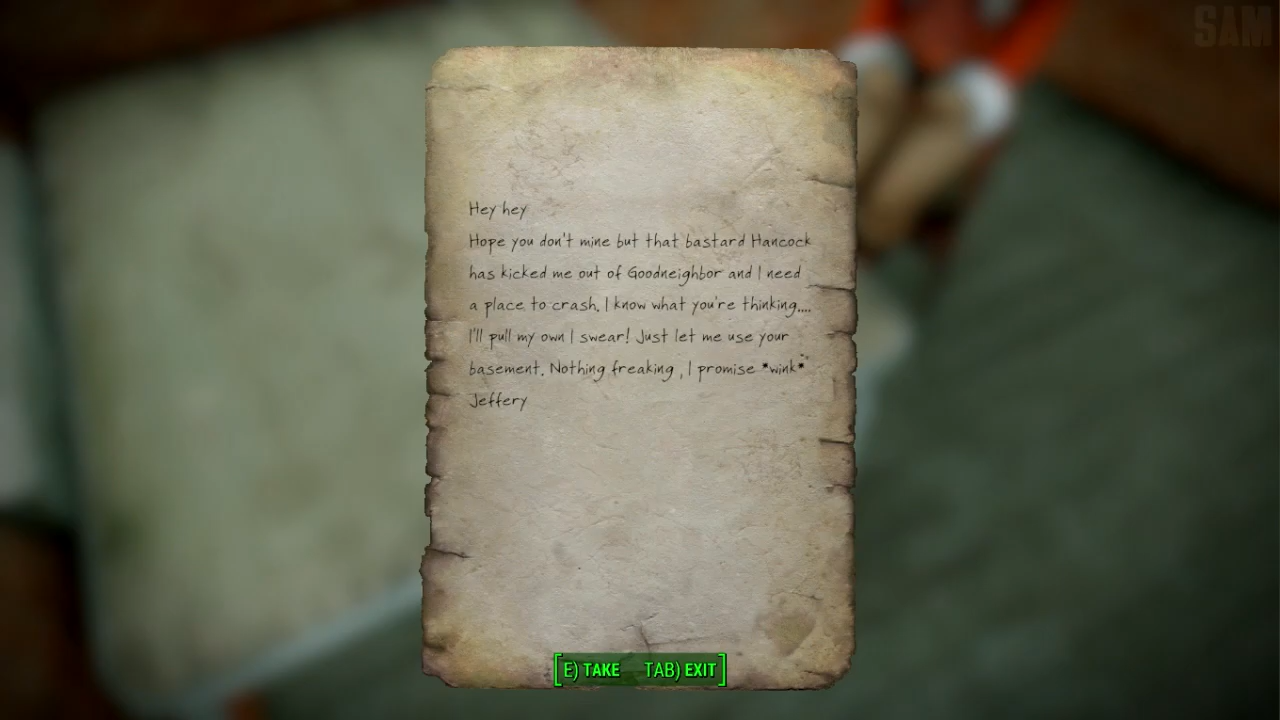 SAM
Hey hey
Hope you don't mine but that bastard Hancock
has kicked me out of Goodneighbor and I need
a place to crash. I know what you're thinking....
I'll pull my own I swear! Just let me use your
basement. Nothing freaking , I promise *wink*
Jeffery
E) TAKE TAB) EXIT